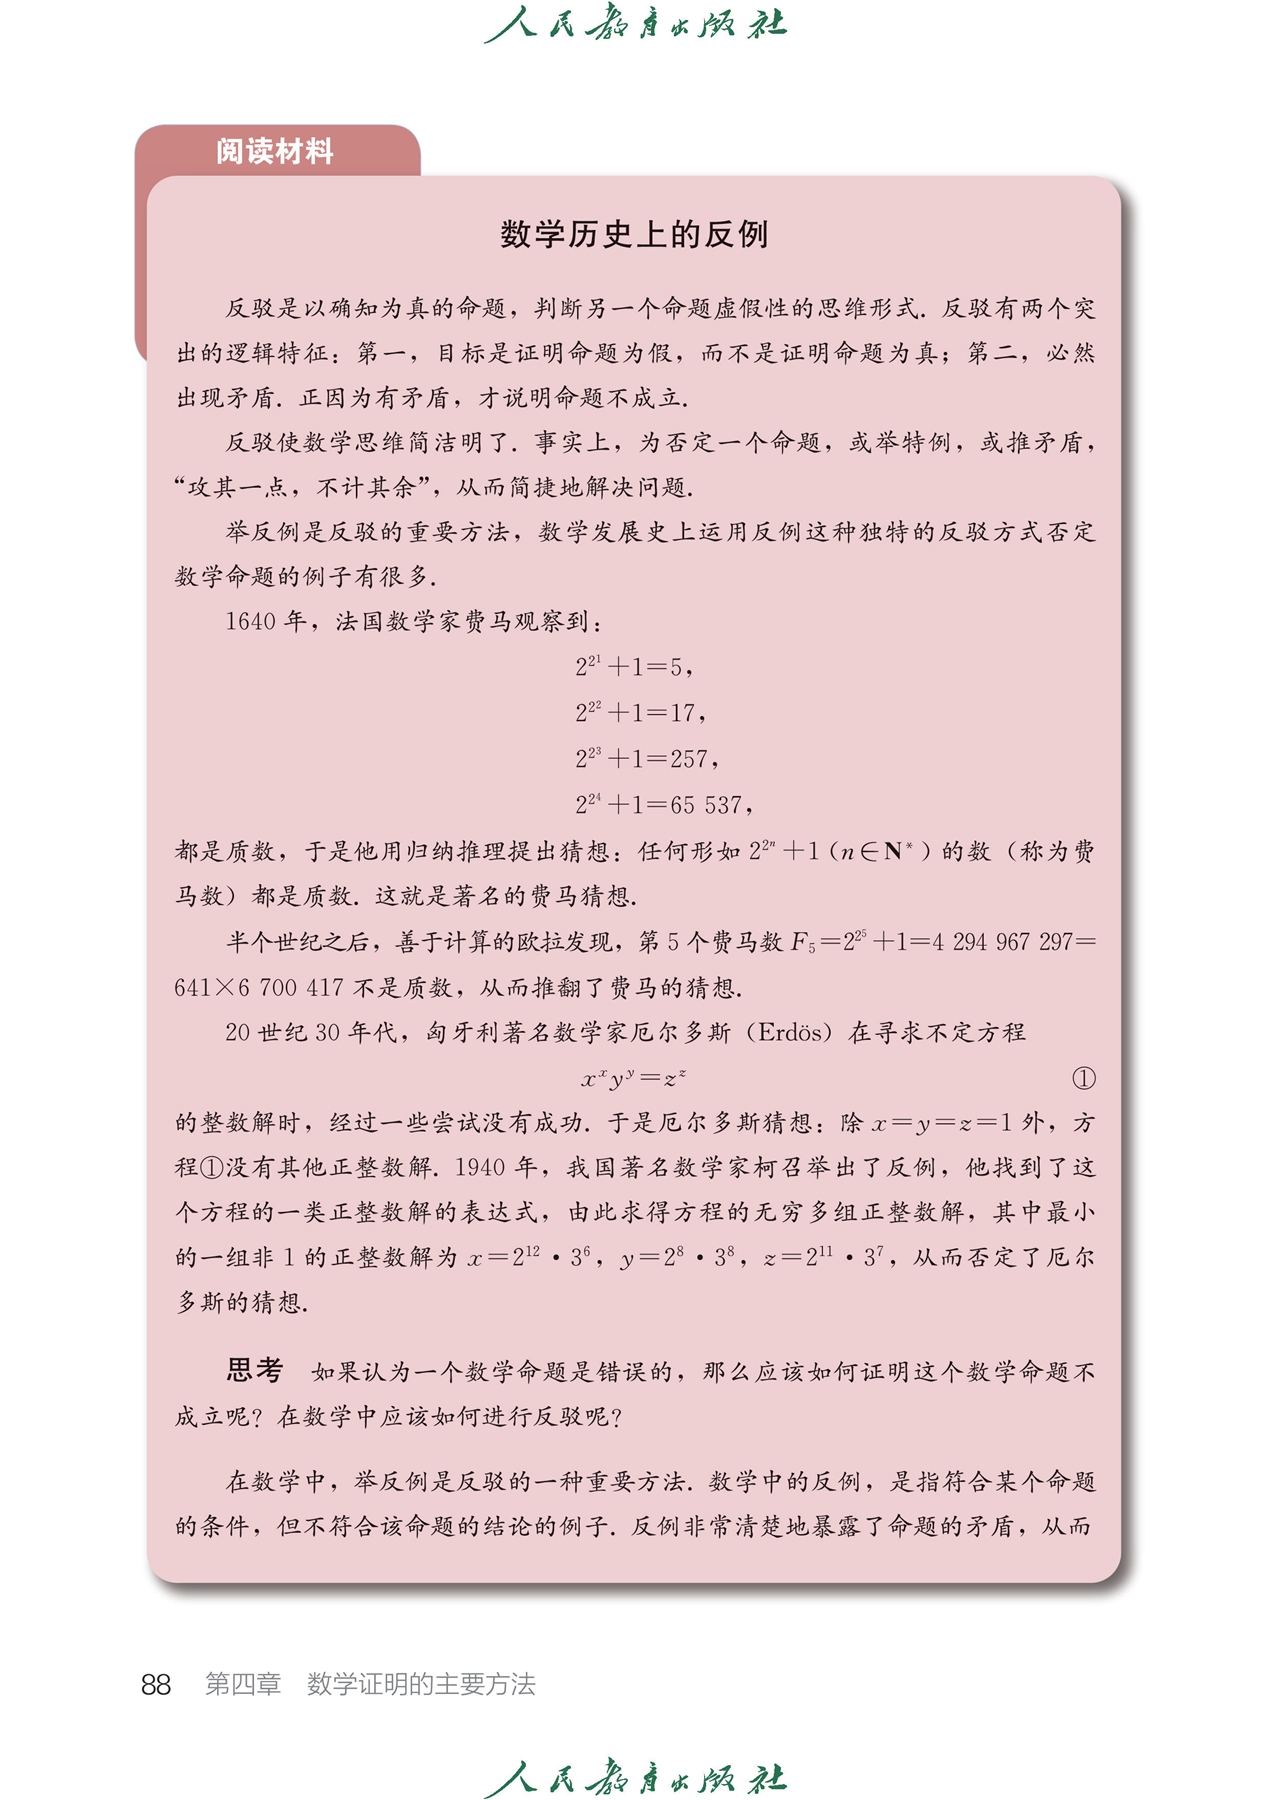 人民教育出版社
阅读材料
数学历史上的反例
反驳是以确知为真的命题，判断另一个命题虚假性的思维形式．反驳有两个突
出的逻辑特征：第一，目标是证明命题为假，而不是证明命题为真；第二，必然
出现矛盾．正因为有矛盾，才说明命题不成立．
反驳使数学思维简洁明了．事实上，为否定一个命题，或举特例，或推矛盾，
“攻其一点，不计其余”，从而简捷地解决问题．
举反例是反驳的重要方法，数学发展史上运用反例这种独特的反驳方式否定
数学命题的例子有很多．
1640 年，法国数学家费马观察到：
$2^{2^1}+1=5$，
$2^{2^2}+1=17$，
$2^{2^3}+1=257$，
$2^{2^4}+1=65\ 537$，
都是质数，于是他用归纳推理提出猜想：任何形如 $2^{2^n}+1$（$n∈\mathbf{N}^*$）的数（称为费
马数）都是质数．这就是著名的费马猜想．
半个世纪之后，善于计算的欧拉发现，第 5 个费马数 $F_5=2^{2^5}+1=4\ 294\ 967\ 297=$
641×6 700 417 不是质数，从而推翻了费马的猜想．
20 世纪 30 年代，匈牙利著名数学家厄尔多斯（Erdös）在寻求不定方程
$x^x y^y=z^z$ ①
的整数解时，经过一些尝试没有成功．于是厄尔多斯猜想：除 $x=y=z=1$ 外，方
程①没有其他正整数解．1940 年，我国著名数学家柯召举出了反例，他找到了这
个方程的一类正整数解的表达式，由此求得方程的无穷多组正整数解，其中最小
的一组非 1 的正整数解为 $x=2^{12}·3^6$，$y=2^8·3^8$，$z=2^{11}·3^7$，从而否定了厄尔
多斯的猜想．
思考 如果认为一个数学命题是错误的，那么应该如何证明这个数学命题不
成立呢？在数学中应该如何进行反驳呢？
在数学中，举反例是反驳的一种重要方法．数学中的反例，是指符合某个命题
的条件，但不符合该命题的结论的例子．反例非常清楚地暴露了命题的矛盾，从而
88 第四章 数学证明的主要方法
人民教育出版社